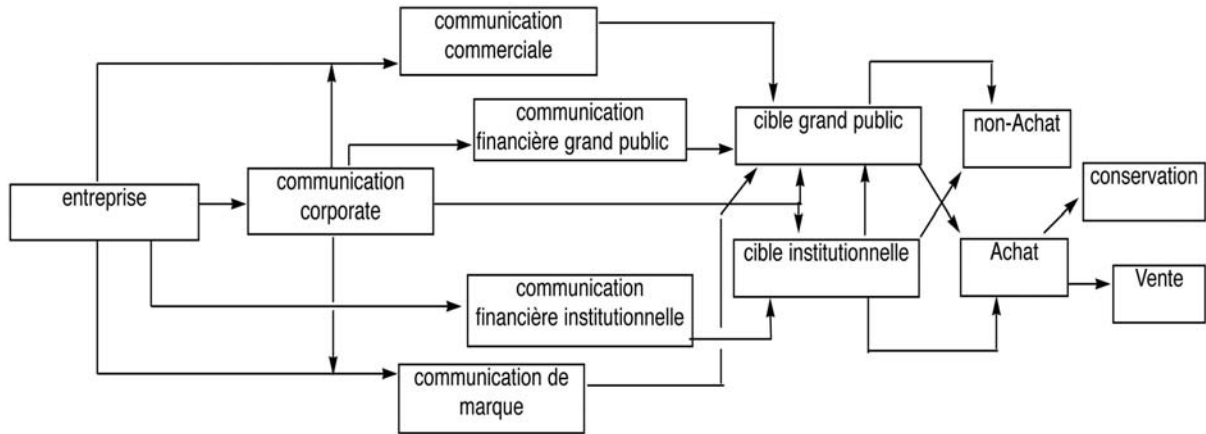 communication
commerciale
communication
financière grand public
cible grand public
non-Achat
conservation
entreprise
communication
corporate
cible institutionnelle
Achat
Vente
communication
financière institutionnelle
communication de
marque